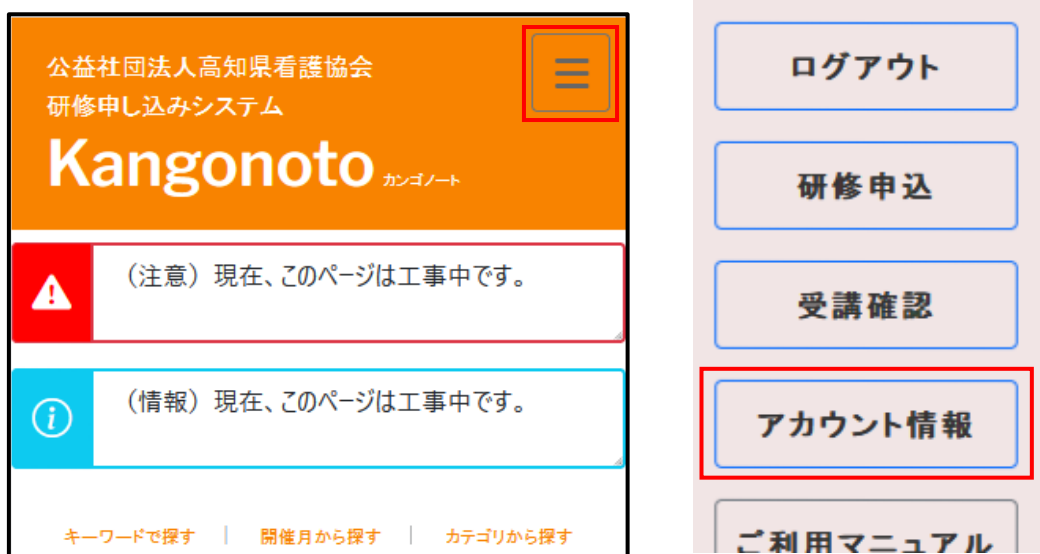 公益社団法人高知県看護協会
研修申し込みシステム
Kangonoto カンゴノート
（注意）現在、このページは工事中です。
（情報）現在、このページは工事中です。
キーワードで探す | 開催月から探す | カテゴリから探す
ログアウト
研修申込
受講確認
アカウント情報
ご利用マニュアル